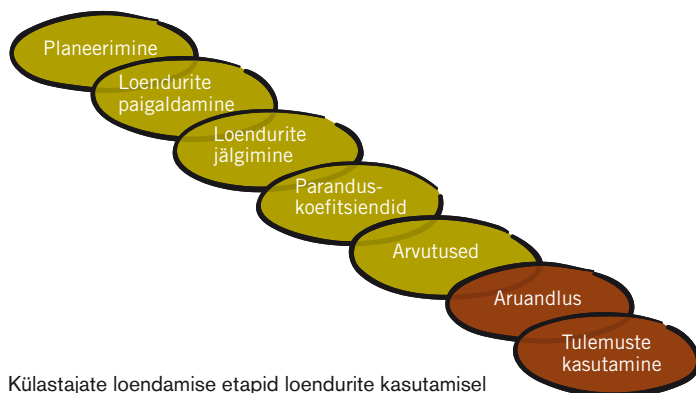 Planeerimine
Loendurite
paigaldamine
Loendurite
jälgimine
Parandus-
koefitsiendid
Arvutused
Aruandlus
Tulemuste
kasutamine
Külastajate loendamise etapid loendurite kasutamisel